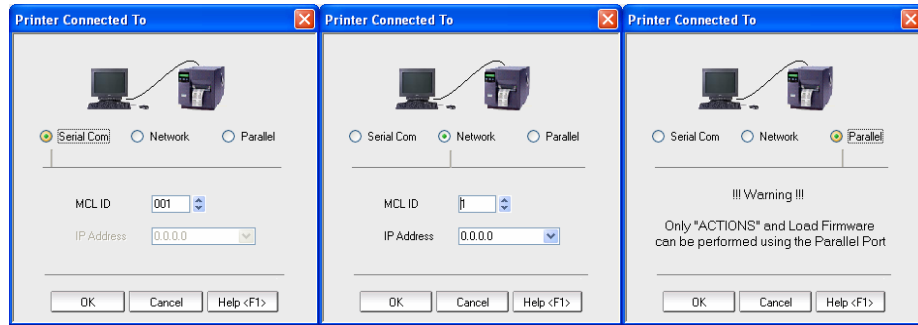 Printer Connected To
Serial Com Network Parallel
MCL ID 001
IP Address 0.0.0.0
OK Cancel Help <F1>
Printer Connected To
Serial Com Network Parallel
MCL ID 1
IP Address 0.0.0.0
OK Cancel Help <F1>
Printer Connected To
Serial Com Network Parallel
!!! Warning !!!
Only "ACTIONS" and Load Firmware
can be performed using the Parallel Port
OK Cancel Help <F1>